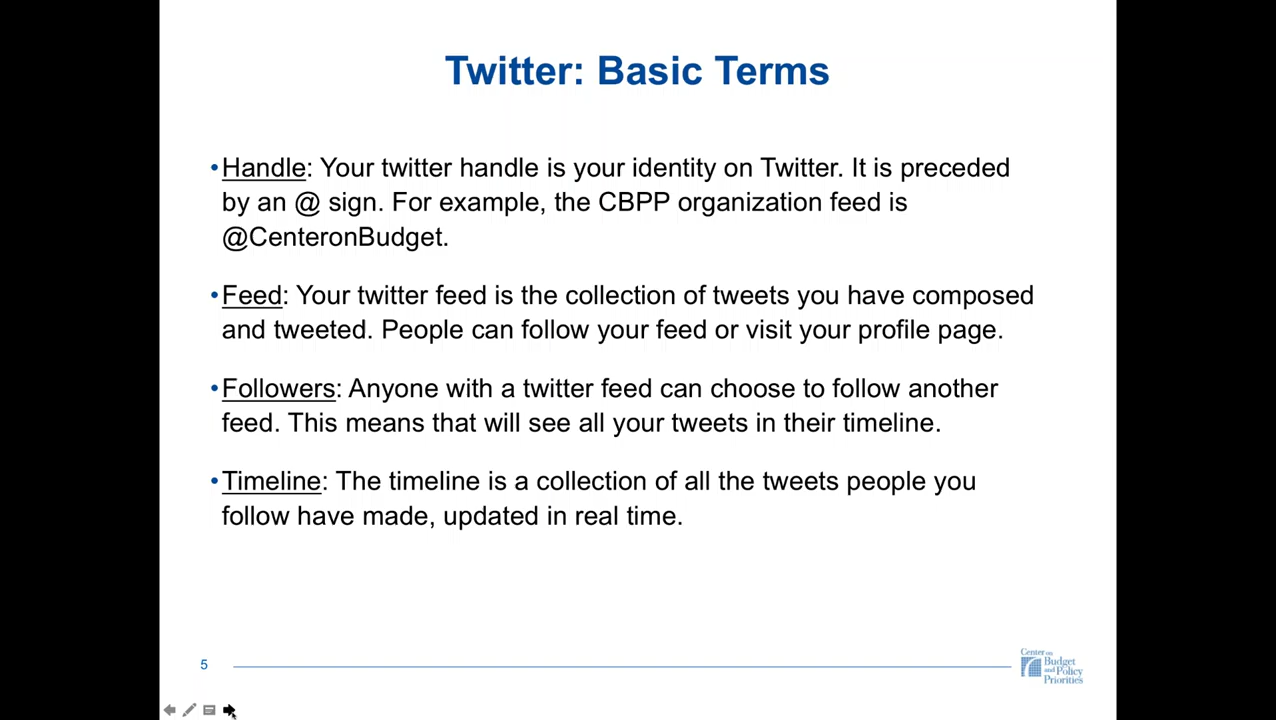 Twitter: Basic Terms
•Handle: Your twitter handle is your identity on Twitter. It is preceded
by an @ sign. For example, the CBPP organization feed is
@CenteronBudget.
•Feed: Your twitter feed is the collection of tweets you have composed
and tweeted. People can follow your feed or visit your profile page.
•Followers: Anyone with a twitter feed can choose to follow another
feed. This means that will see all your tweets in their timeline.
•Timeline: The timeline is a collection of all the tweets people you
follow have made, updated in real time.
5
Center on
Budget
and Policy
Priorities